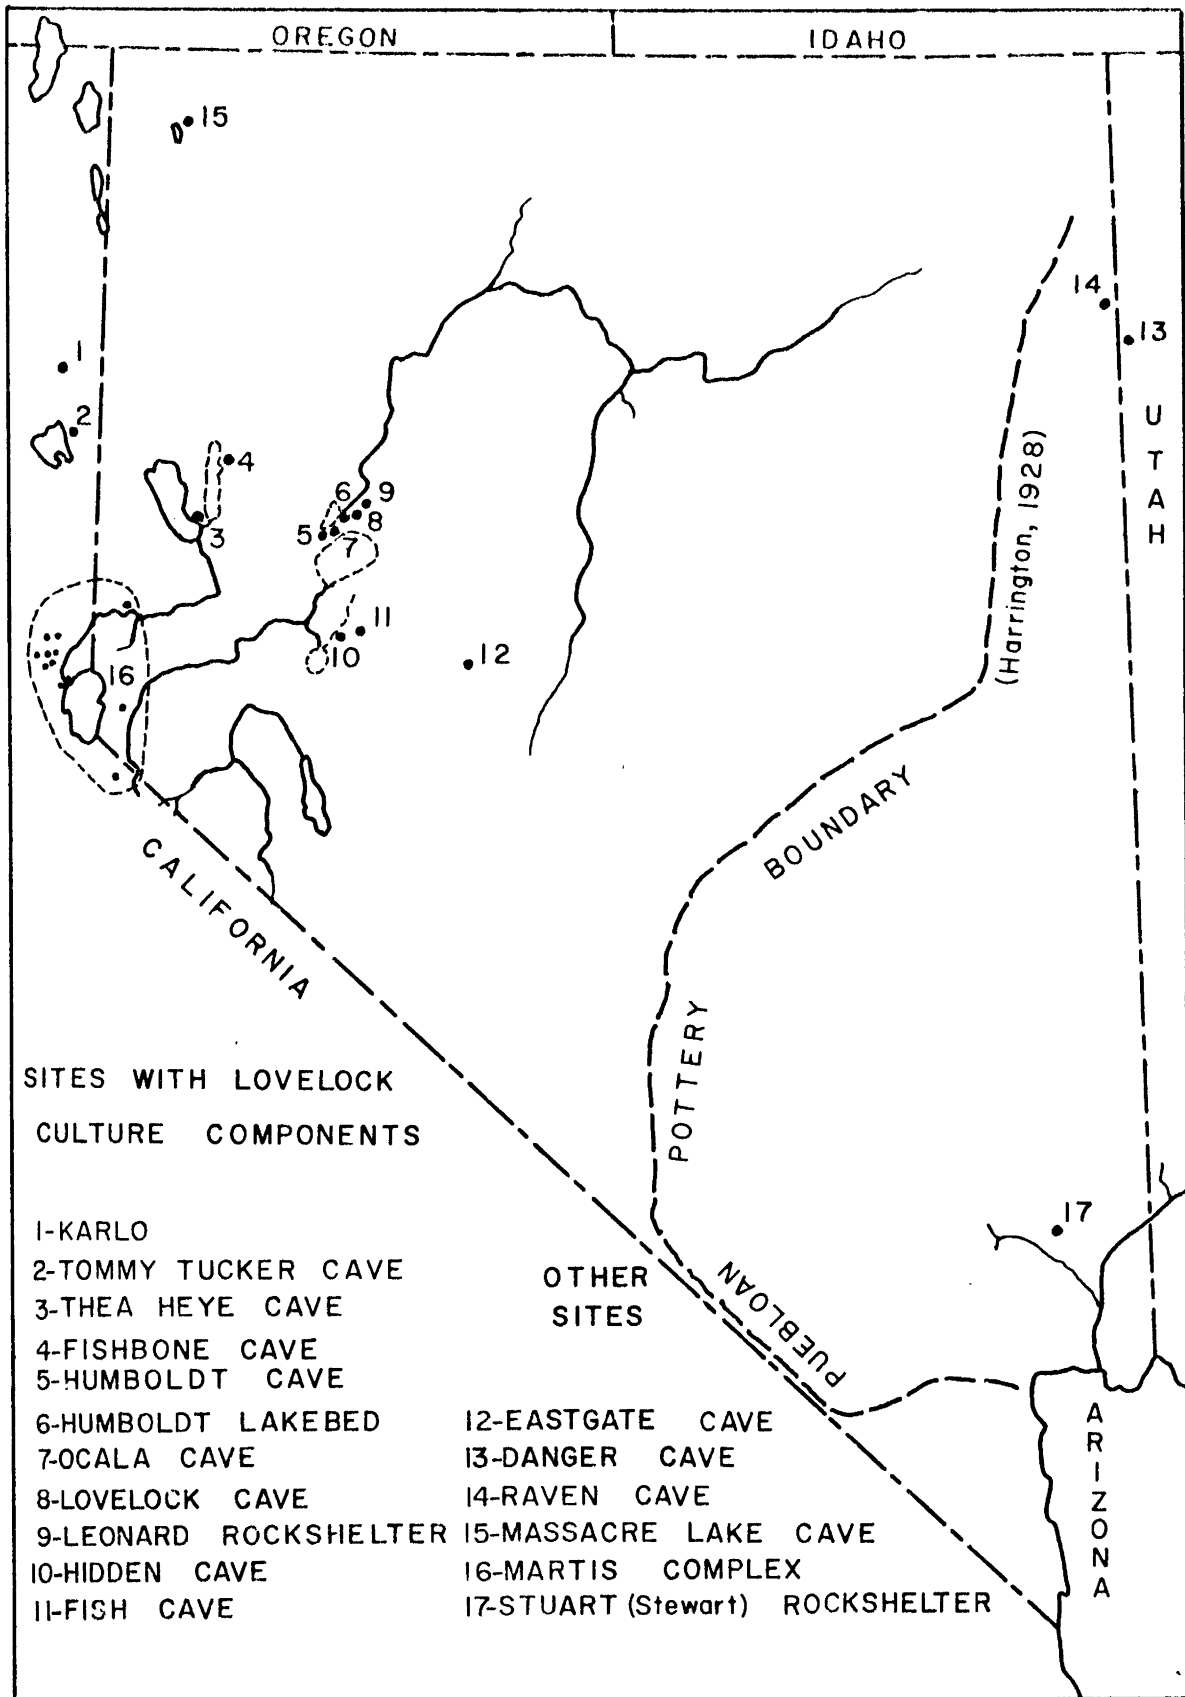 OREGON
IDAHO
15
14
13
1
2
4
3
UTAH
(Harrington, 1928)
6
9
8
5
7
11
10
12
16
CALIFORNIA
BOUNDARY
POTTERY
PUEBLOAN
17
ARIZONA
SITES WITH LOVELOCK
CULTURE COMPONENTS
1-KARLO
2-TOMMY TUCKER CAVE
3-THEA HEYE CAVE
4-FISHBONE CAVE
5-HUMBOLDT CAVE
6-HUMBOLDT LAKEBED
7-OCALA CAVE
8-LOVELOCK CAVE
9-LEONARD ROCKSHELTER
10-HIDDEN CAVE
11-FISH CAVE
OTHER
SITES
12-EASTGATE CAVE
13-DANGER CAVE
14-RAVEN CAVE
15-MASSACRE LAKE CAVE
16-MARTIS COMPLEX
17-STUART (Stewart) ROCKSHELTER